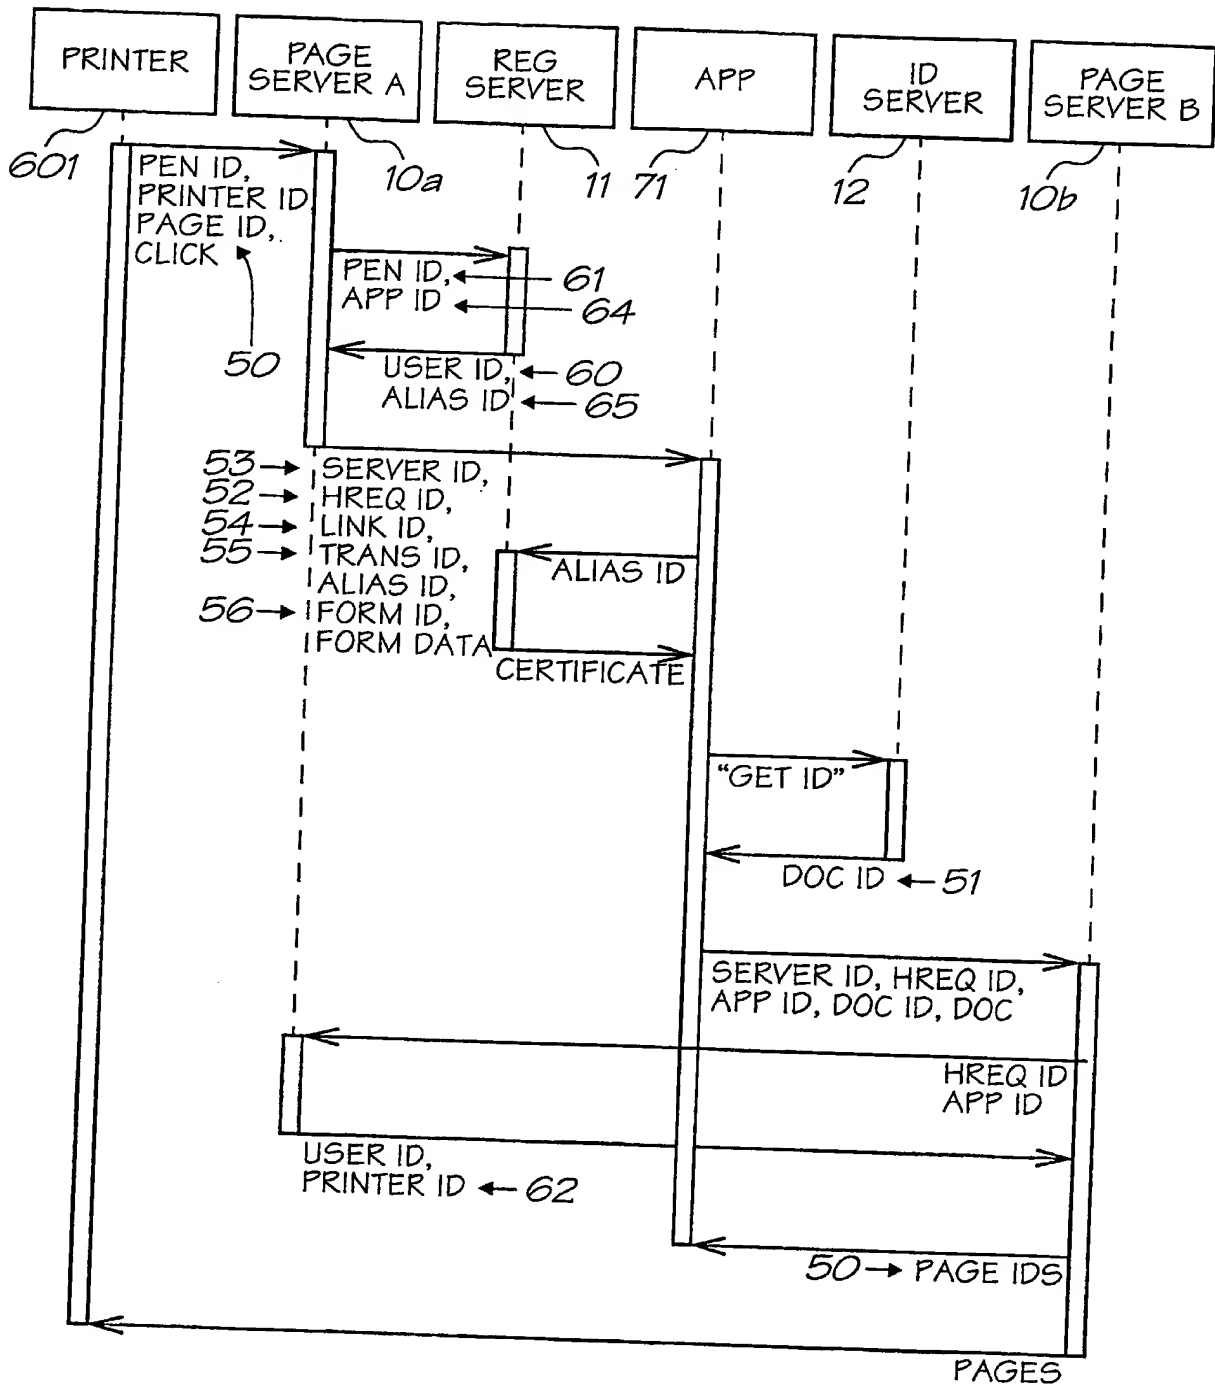 PRINTER
PAGE
SERVER A
REG
SERVER
APP
ID
SERVER
PAGE
SERVER B
601
10a
11
71
12
10b
PEN ID,
PRINTER ID
PAGE ID,
CLICK
50
PEN ID,
61
APP ID
64
USER ID,
60
ALIAS ID
65
53
SERVER ID,
52
HREQ ID,
54
LINK ID,
55
TRANS ID,
ALIAS ID,
56
FORM ID,
FORM DATA
ALIAS ID
CERTIFICATE
“GET ID”
DOC ID
51
SERVER ID, HREQ ID,
APP ID, DOC ID, DOC
HREQ ID
APP ID
USER ID,
PRINTER ID
62
50
PAGE IDS
PAGES